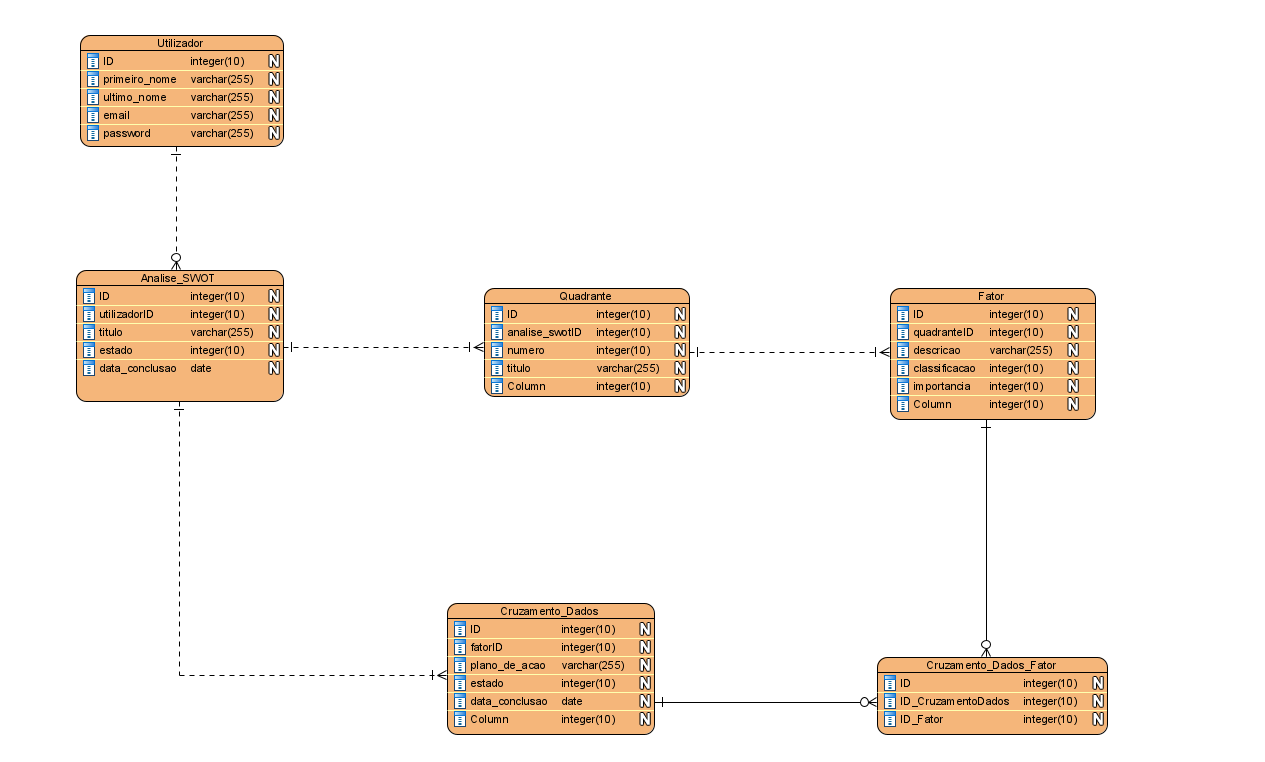 Utilizador
ID integer(10) N
primeiro_nome varchar(255) N
ultimo_nome varchar(255) N
email varchar(255) N
password varchar(255) N
Analise_SWOT
ID integer(10) N
utilizadorID integer(10) N
titulo varchar(255) N
estado integer(10) N
data_conclusao date N
Quadrante
ID integer(10) N
analise_swotID integer(10) N
numero integer(10) N
titulo varchar(255) N
Column integer(10) N
Fator
ID integer(10) N
quadranteID integer(10) N
descricao varchar(255) N
classificacao integer(10) N
importancia integer(10) N
Column integer(10) N
Cruzamento_Dados
ID integer(10) N
fatorID integer(10) N
plano_de_acao varchar(255) N
estado integer(10) N
data_conclusao date N
Column integer(10) N
Cruzamento_Dados_Fator
ID integer(10) N
ID_CruzamentoDados integer(10) N
ID_Fator integer(10) N